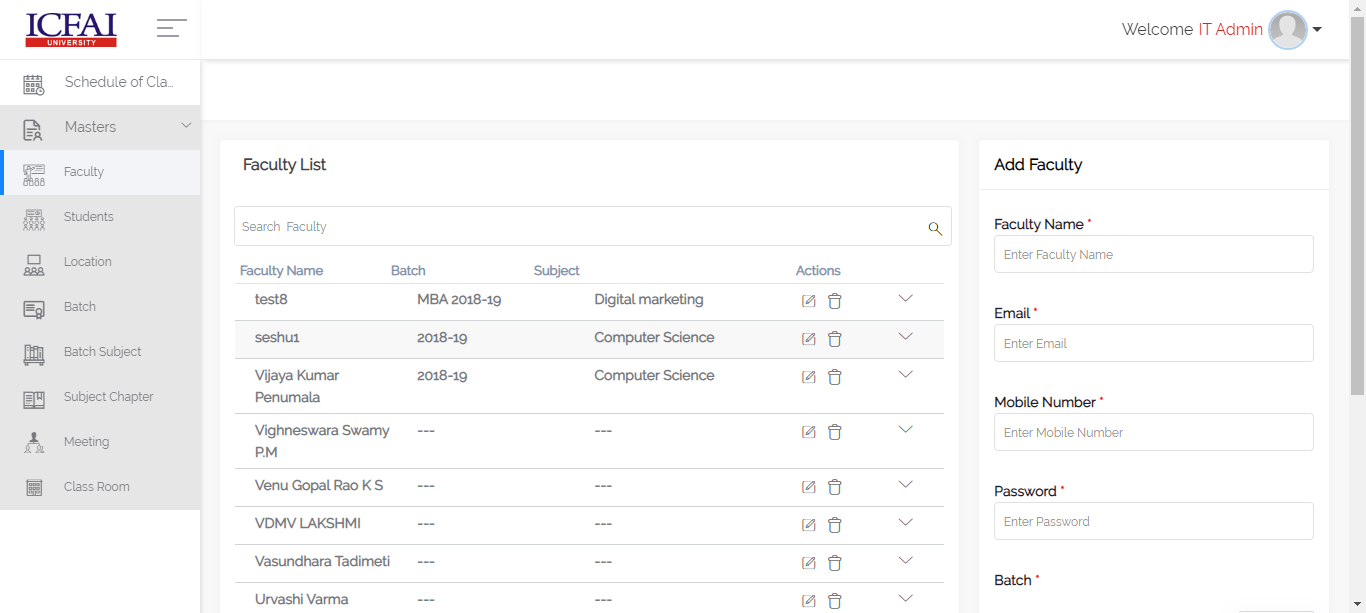 ICFAI
UNIVERSITY
Welcome IT Admin
Schedule of Cla...
Masters
Faculty
Students
Location
Batch
Batch Subject
Subject Chapter
Meeting
Class Room
Faculty List
Search Faculty
Faculty Name Batch Subject Actions
test8 MBA 2018-19 Digital marketing
seshu1 2018-19 Computer Science
Vijaya Kumar Penumala 2018-19 Computer Science
Vighneswara Swamy P.M --- ---
Venu Gopal Rao K S --- ---
VDMV LAKSHMI --- ---
Vasundhara Tadimeti --- ---
Urvashi Varma --- ---
Add Faculty
Faculty Name *
Enter Faculty Name
Email *
Enter Email
Mobile Number *
Enter Mobile Number
Password *
Enter Password
Batch *